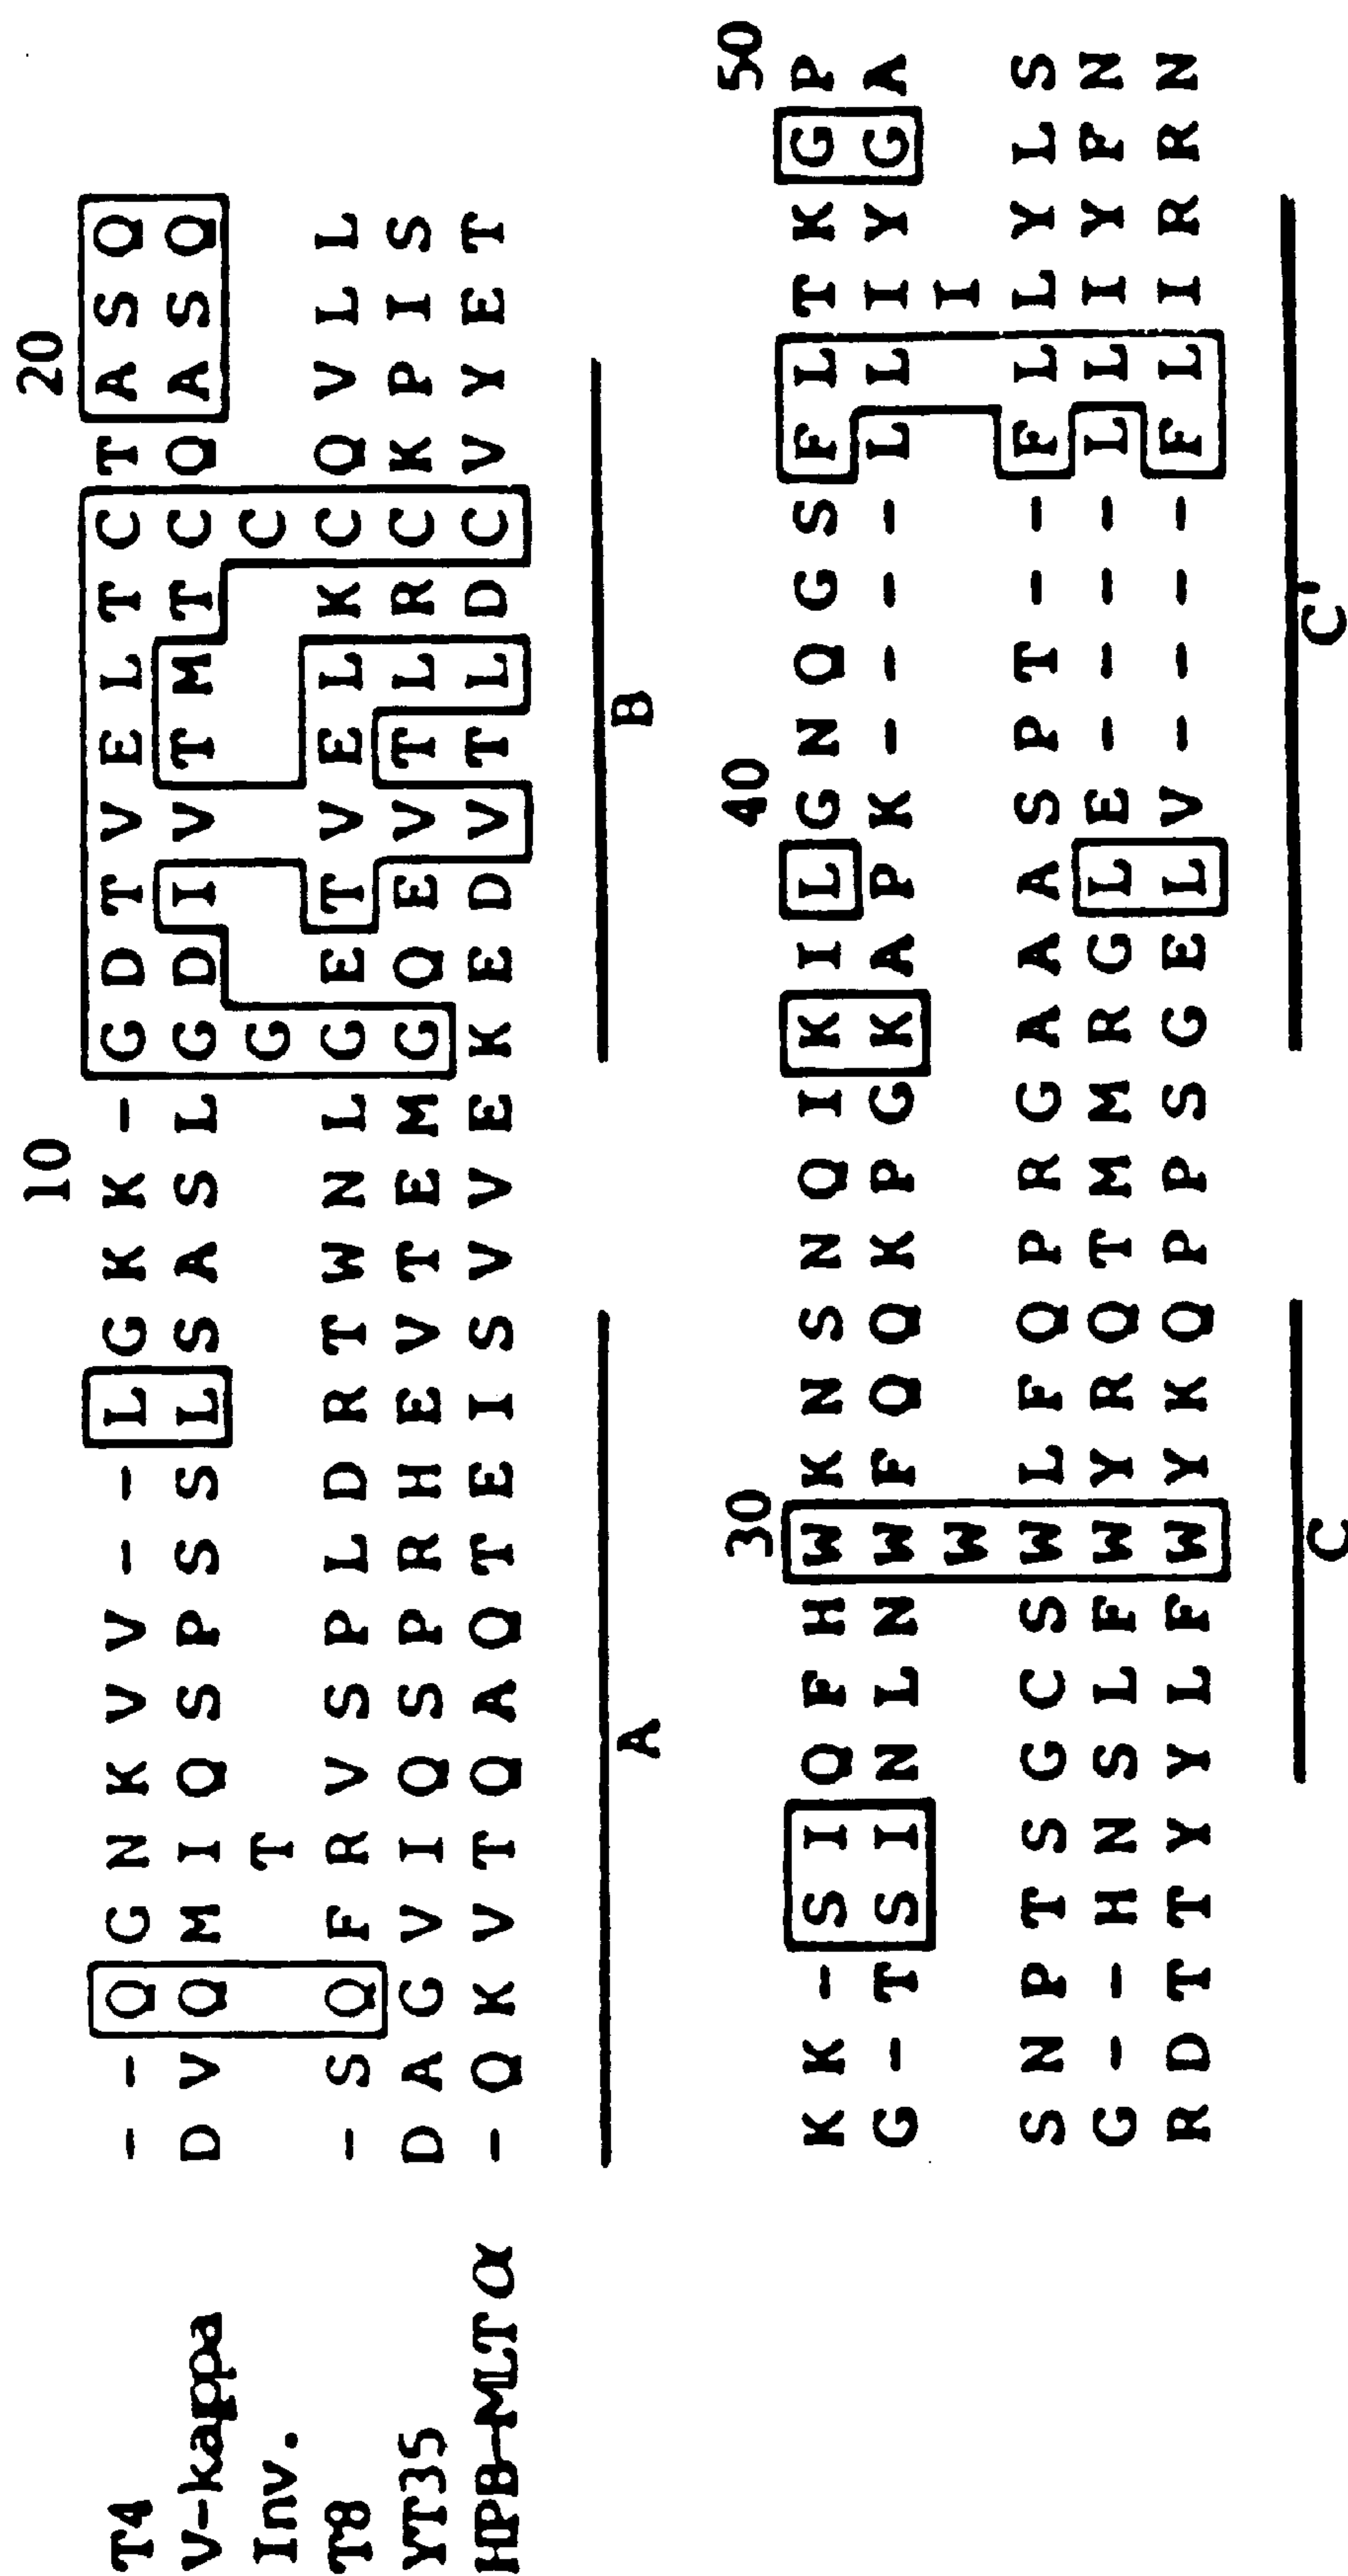 10 20
T4 - - Q G N K V V - - L G K K - G D T V E L T C T A S Q
V-kappa D V Q M I Q S P S S L S A S L G D I V T M T C Q A S Q
Inv. T G C
T8 - S Q F R V S P L D R T W N L G E T V E L K C Q V L L
YT35 D A G V I Q S P R H E V T E M G Q E V T L R C K P I S
HPB-MLTα - Q K V T Q A Q T E I S V V E K E D V T L D C V Y E T
A B
30 40 50
K K - S I Q F H W K N S N Q I K I L G N Q G S F L T K G P
G - T S I N L N W F Q Q K P G K A P K - - - - L L I Y G A
W I
S N P T S G C S W L F Q P R G A A A S P T - - F L L Y L S
G - - H N S L F W Y R Q T M M R G L E - - - - L L I Y F N
R D T T Y Y L F W Y K Q P P S G E L V - - - - F L I R R N
C C'